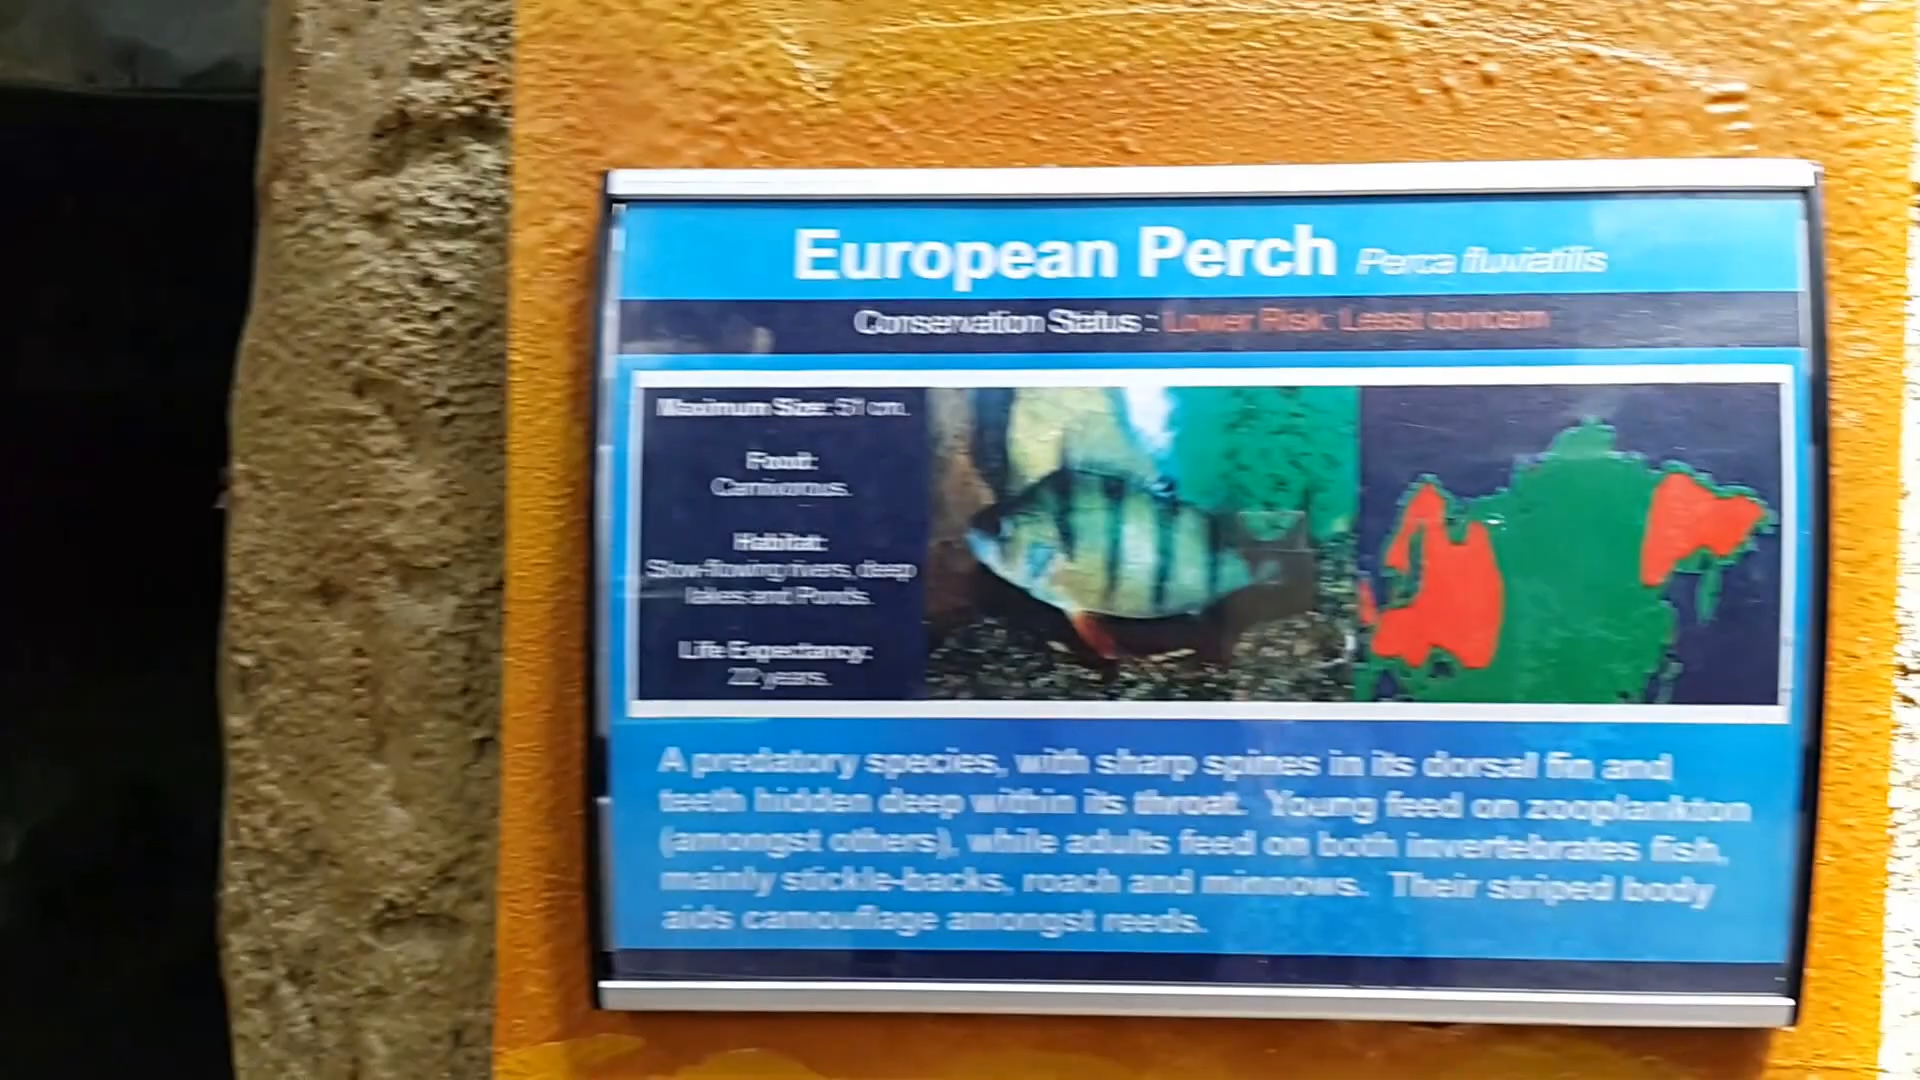 European Perch Perca fluviatilis
Conservation Status : Lower Risk: Least concern
Maximum Size: 51 cm.
Food:
Carnivorous.
Habitat:
Slow-flowing rivers, deep
lakes and Ponds.
Life Expectancy:
22 years.
A predatory species, with sharp spines in its dorsal fin and
teeth hidden deep within its throat. Young feed on zooplankton
(amongst others), while adults feed on both invertebrates fish,
mainly stickle-backs, roach and minnows. Their striped body
aids camouflage amongst reeds.